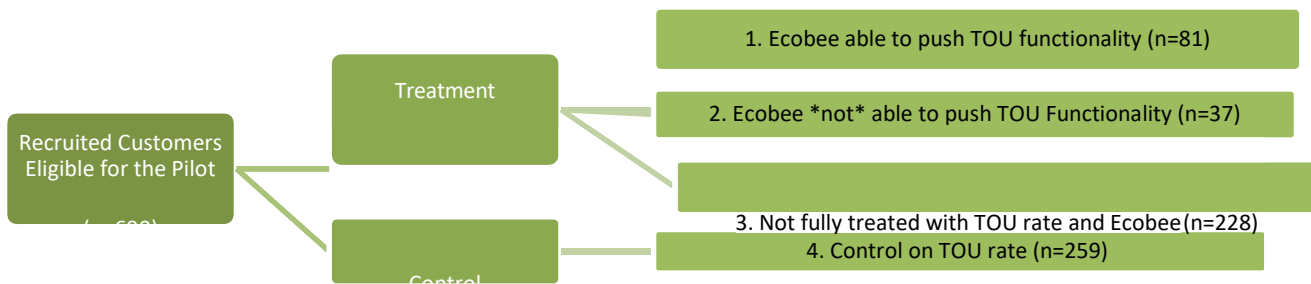 Recruited Customers
Eligible for the Pilot
Treatment
Control
1. Ecobee able to push TOU functionality (n=81)
2. Ecobee *not* able to push TOU Functionality (n=37)
3. Not fully treated with TOU rate and Ecobee(n=228)
4. Control on TOU rate (n=259)